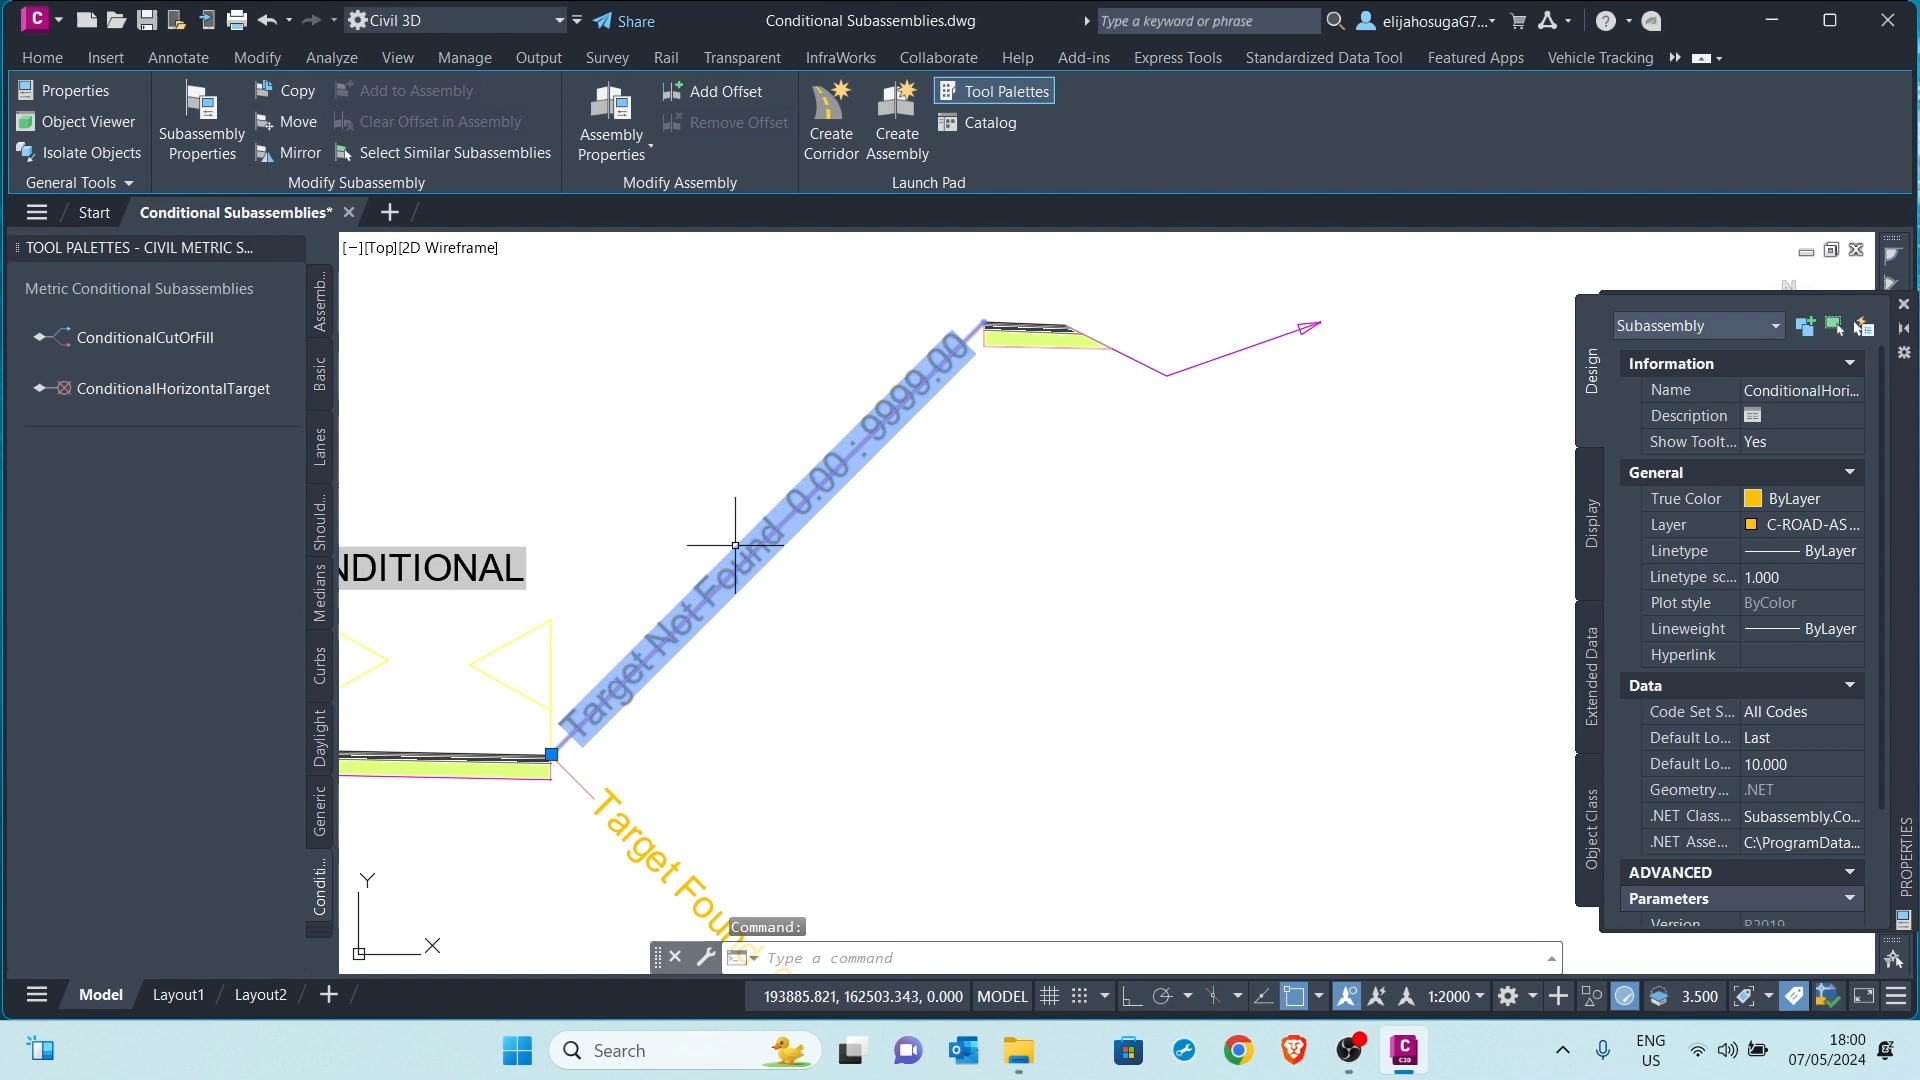 C
Civil 3D
Share
Conditional Subassemblies.dwg
Type a keyword or phrase
elijahosugaG7...
Home
Insert
Annotate
Modify
Analyze
View
Manage
Output
Survey
Rail
Transparent
InfraWorks
Collaborate
Help
Add-ins
Express Tools
Standardized Data Tool
Featured Apps
Vehicle Tracking
Properties
Object Viewer
Isolate Objects
General Tools
Subassembly
Properties
Copy
Move
Mirror
Add to Assembly
Clear Offset in Assembly
Select Similar Subassemblies
Modify Subassembly
Assembly
Properties
Add Offset
Remove Offset
Modify Assembly
Create
Corridor
Create
Assembly
Tool Palettes
Catalog
Launch Pad
Start
Conditional Subassemblies*
TOOL PALETTES - CIVIL METRIC S...
Metric Conditional Subassemblies
ConditionalCutOrFill
ConditionalHorizontalTarget
Assemb...
Basic
Lanes
Should...
Medians
Curbs
Daylight
Generic
Conditi...
[−][Top][2D Wireframe]
N
Target Not Found 0.00 : 9999.00
NDITIONAL
Target Found
Y
X
Command:
Type a command
Design
Display
Extended Data
Object Class
PROPERTIES
Subassembly
Information
Name ConditionalHori...
Description
Show Toolt... Yes
General
True Color ByLayer
Layer C-ROAD-AS...
Linetype ByLayer
Linetype sc... 1.000
Plot style ByColor
Lineweight ByLayer
Hyperlink
Data
Code Set S... All Codes
Default Lo... Last
Default Lo... 10.000
Geometry... .NET
.NET Class... Subassembly.Co...
.NET Asse... C:\ProgramData...
ADVANCED
Parameters
Version R2019
Model
Layout1
Layout2
193885.821, 162503.343, 0.000
MODEL
1:2000
3.500
Search
C
C3D
ENG
US
18:00
07/05/2024